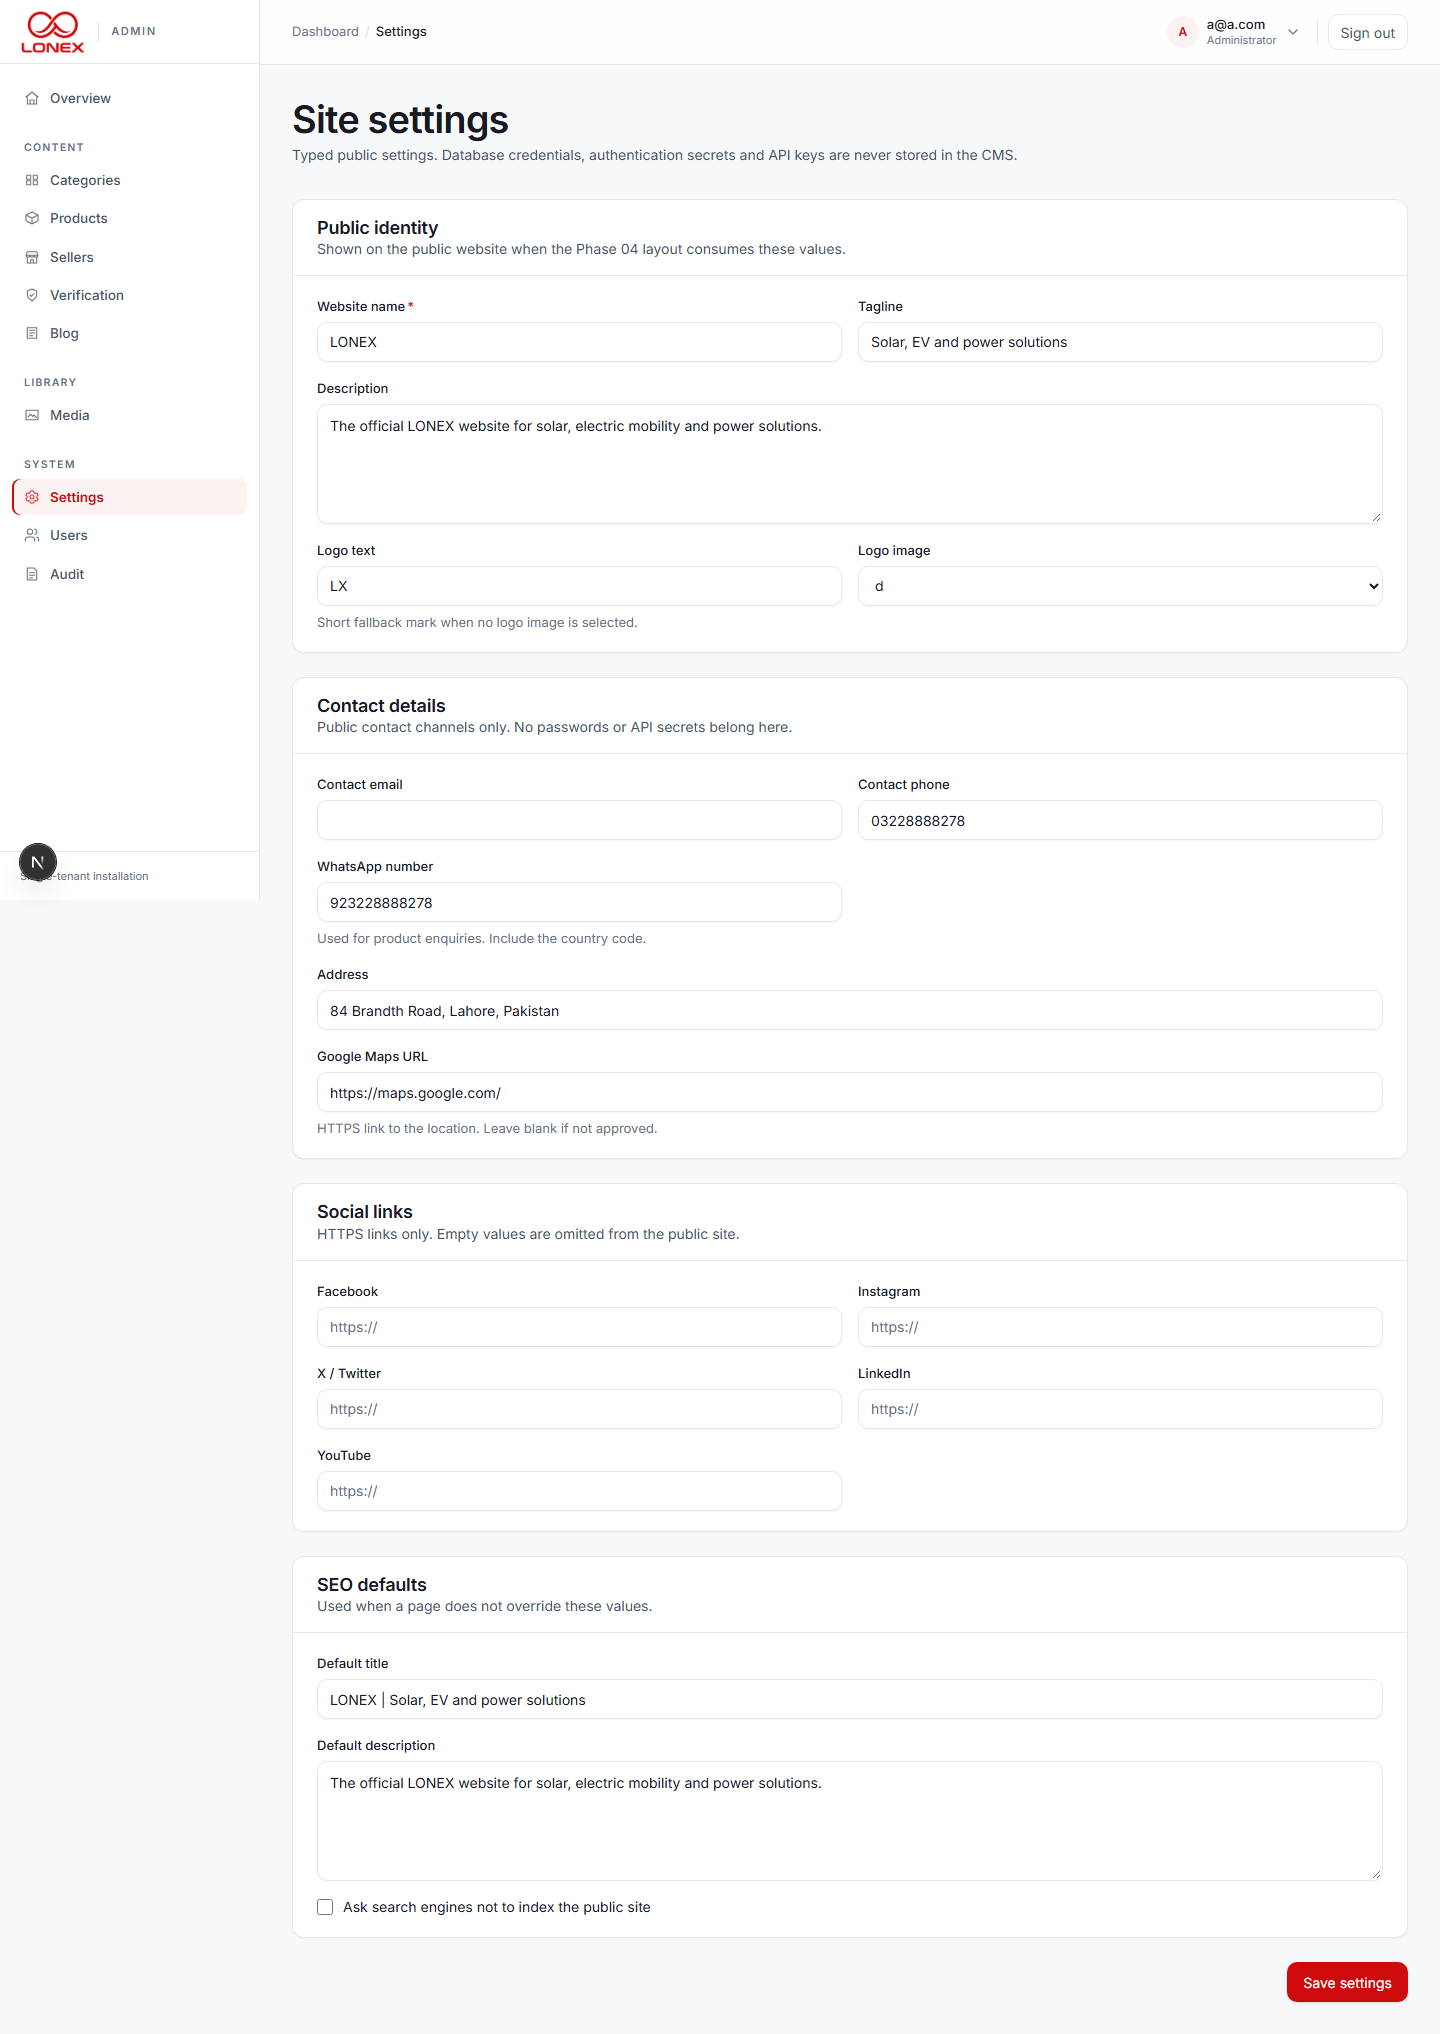 LONEX
ADMIN
Dashboard / Settings
A
a@a.com
Administrator
Sign out
Overview
CONTENT
Categories
Products
Sellers
Verification
Blog
LIBRARY
Media
SYSTEM
Settings
Users
Audit
N
-tenant installation
Site settings
Typed public settings. Database credentials, authentication secrets and API keys are never stored in the CMS.
Public identity
Shown on the public website when the Phase 04 layout consumes these values.
Website name *
Tagline
LONEX
Solar, EV and power solutions
Description
The official LONEX website for solar, electric mobility and power solutions.
Logo text
Logo image
LX
d
Short fallback mark when no logo image is selected.
Contact details
Public contact channels only. No passwords or API secrets belong here.
Contact email
Contact phone
03228888278
WhatsApp number
923228888278
Used for product enquiries. Include the country code.
Address
84 Brandth Road, Lahore, Pakistan
Google Maps URL
https://maps.google.com/
HTTPS link to the location. Leave blank if not approved.
Social links
HTTPS links only. Empty values are omitted from the public site.
Facebook
Instagram
https://
https://
X / Twitter
LinkedIn
https://
https://
YouTube
https://
SEO defaults
Used when a page does not override these values.
Default title
LONEX | Solar, EV and power solutions
Default description
The official LONEX website for solar, electric mobility and power solutions.
Ask search engines not to index the public site
Save settings